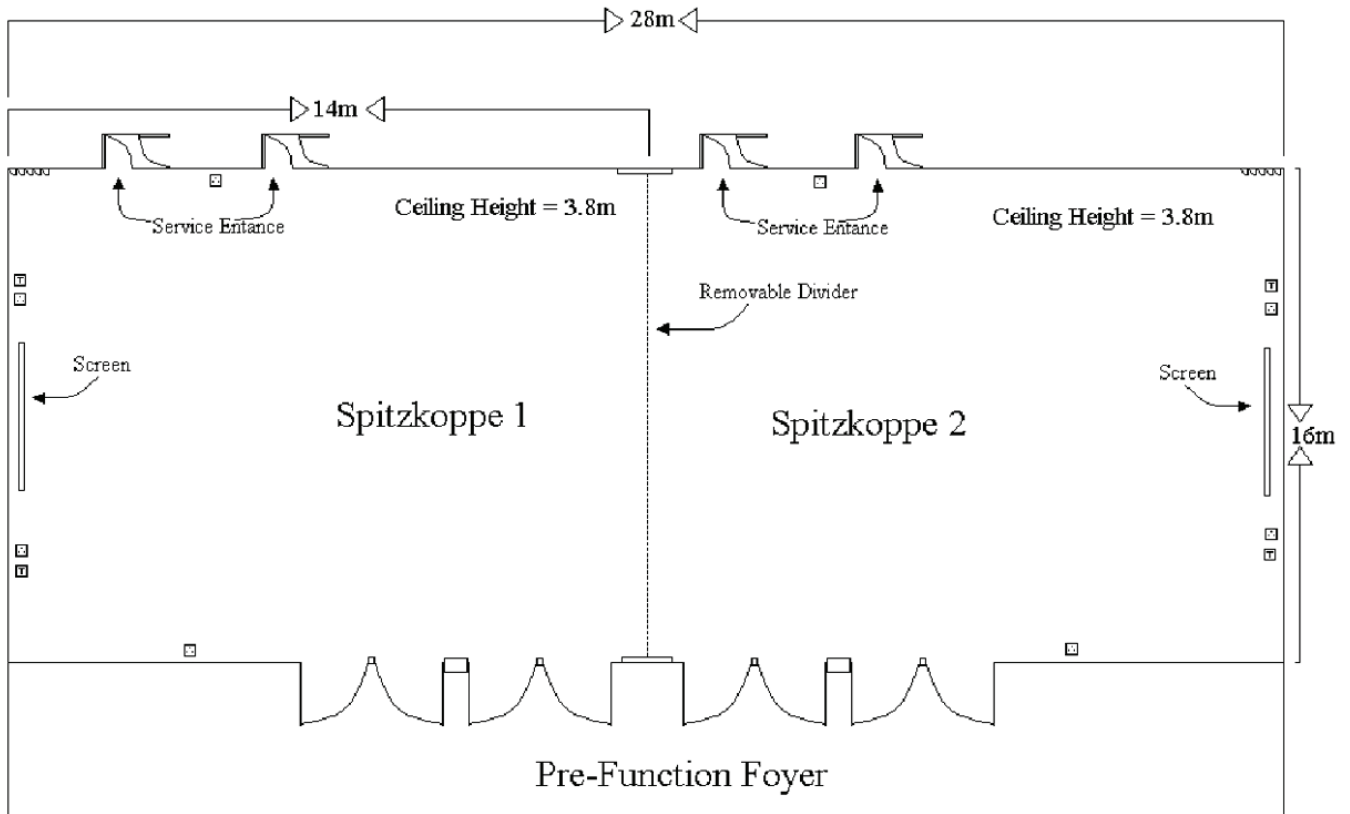 28m
14m
Ceiling Height = 3.8m
Ceiling Height = 3.8m
Service Entance
Service Entance
T
T
Removable Divider
Screen
Screen
Spitzkoppe 1
Spitzkoppe 2
16m
T
T
Pre-Function Foyer